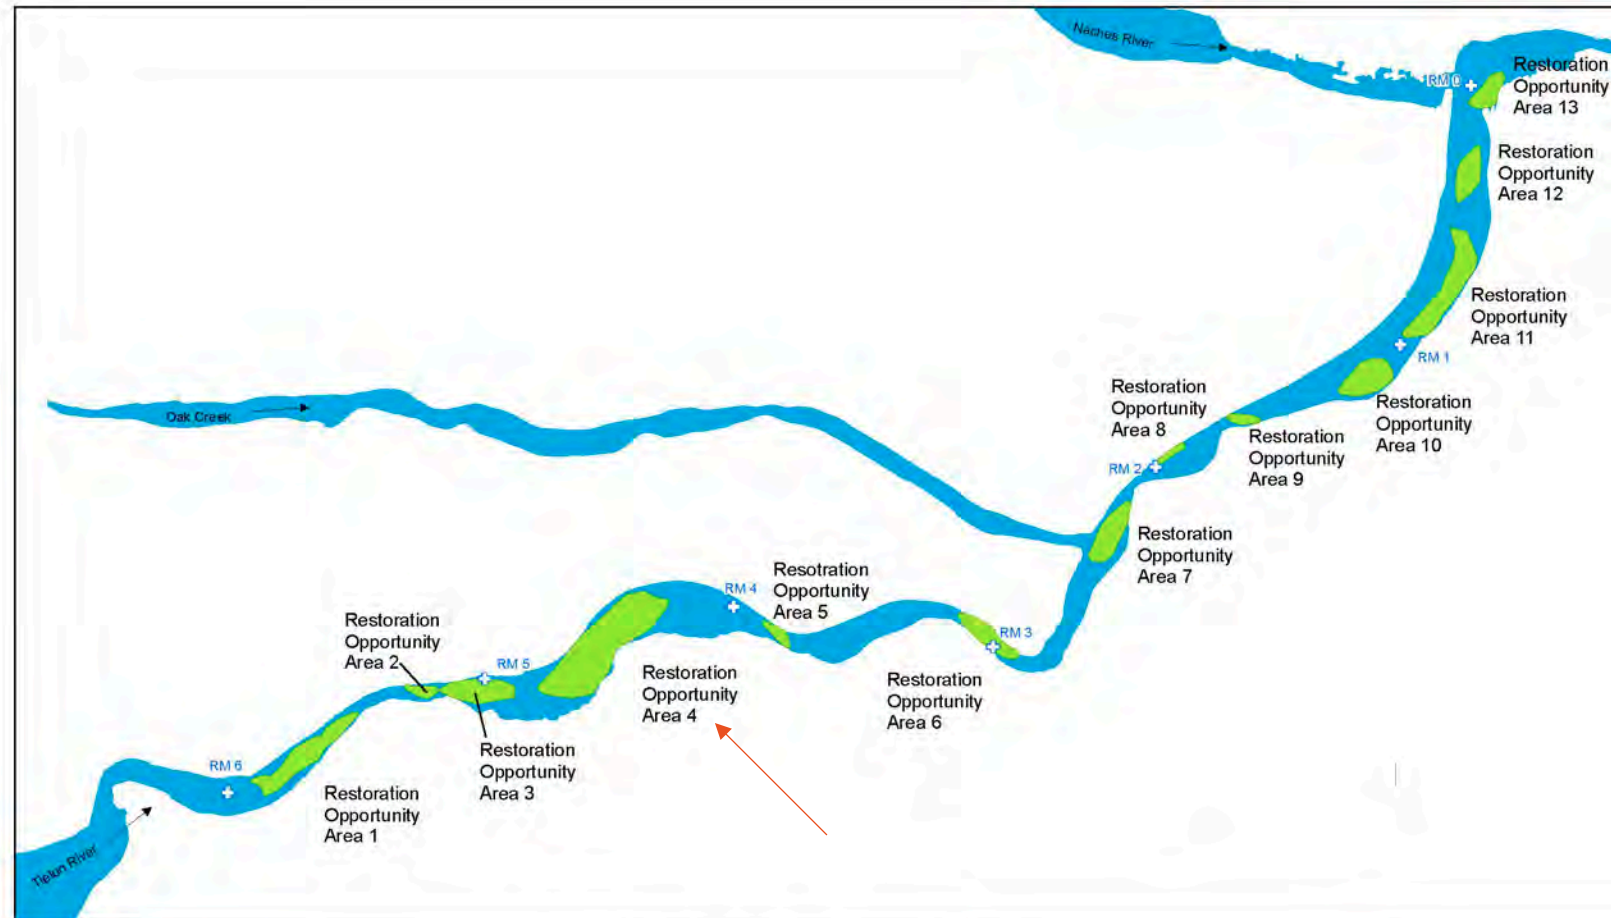 Naches River
RM 0
Restoration
Opportunity
Area 13
Restoration
Opportunity
Area 12
Restoration
Opportunity
Area 11
RM 1
Restoration
Opportunity
Area 10
Restoration
Opportunity
Area 8
Restoration
Opportunity
Area 9
RM 2
Oak Creek
Restoration
Opportunity
Area 7
Resotration
Opportunity
Area 5
RM 4
RM 3
Restoration
Opportunity
Area 2
RM 5
Restoration
Opportunity
Area 4
Restoration
Opportunity
Area 6
Restoration
Opportunity
Area 3
RM 6
Restoration
Opportunity
Area 1
Tieton River